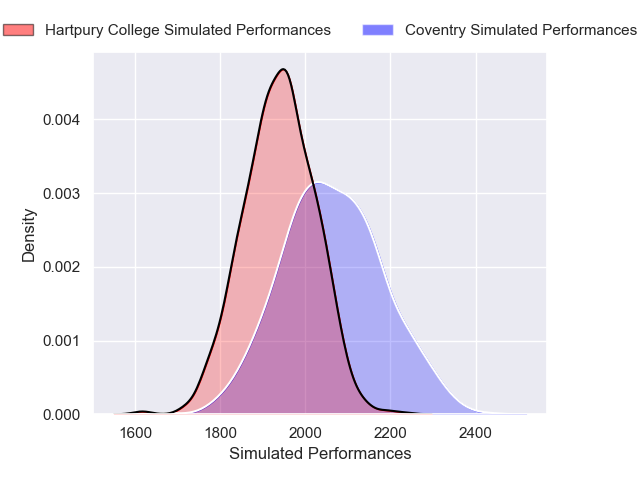 Hartpury College Simulated Performances
Coventry Simulated Performances
0.004
0.003
0.002
0.001
0.000
Density
1600
1800
2000
2200
2400
Simulated Performances